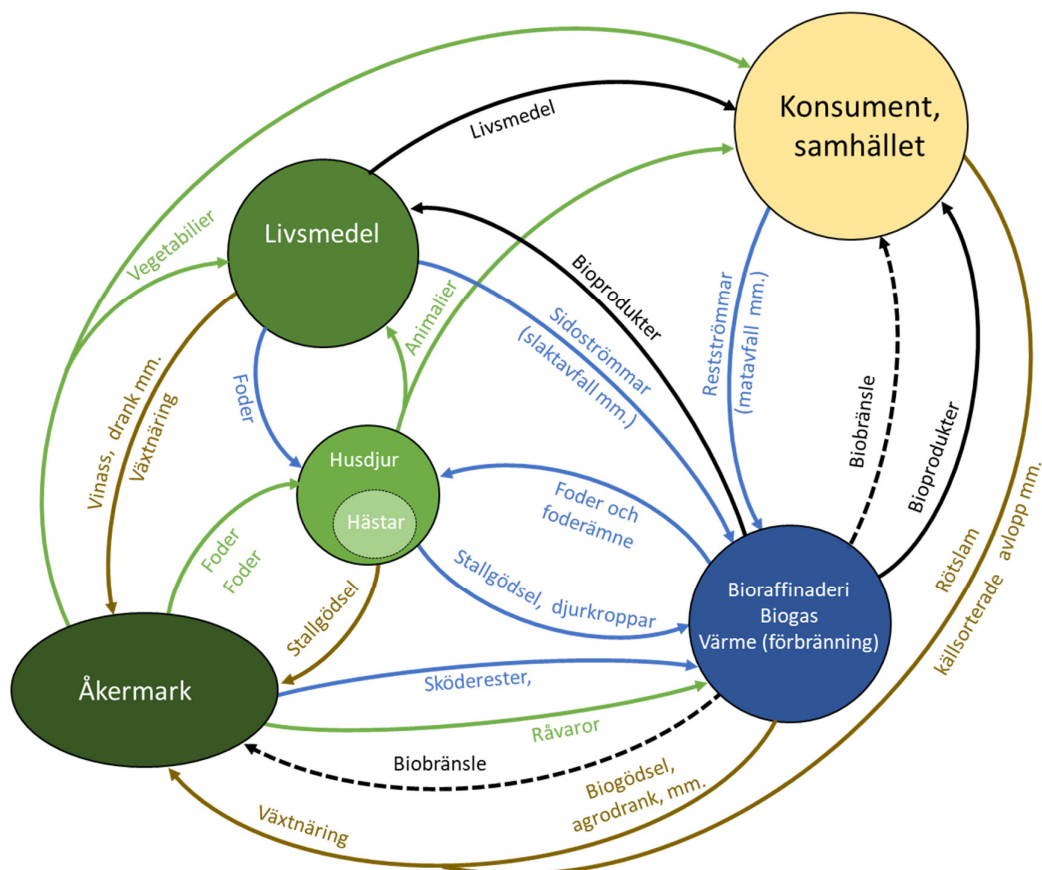 Konsument,
samhället
Livsmedel
Livsmedel
Vegetabilier
Bioprodukter
Animalier
Sidoströmmar
(slaktavfall mm.)
Restströmmar
(matavfall mm.)
Foder
Vinass, drank mm.
Växtnäring
Biobränsle
Bioprodukter
Husdjur
Hästar
Foder och
foderämne
Foder
Foder
Stallgödsel, djurkroppar
Stallgödsel
Rötslam
källsorterade avlopp mm.
Bioraffinaderi
Biogas
Värme (förbränning)
Åkermark
Sköderester,
Råvaror
Biobränsle
Biogödsel,
agrodrank, mm.
Växtnäring